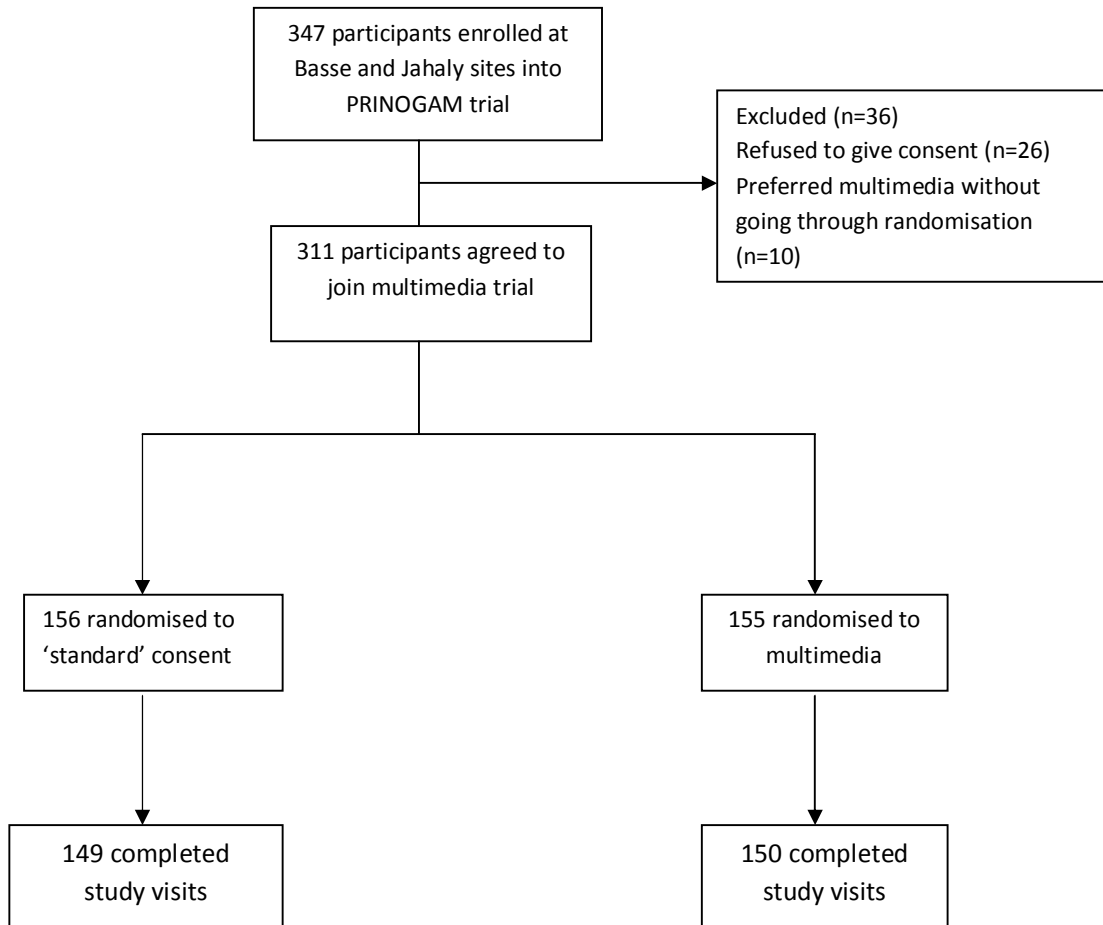 347 participants enrolled at
Basse and Jahaly sites into
PRINOGAM trial
Excluded (n=36)
Refused to give consent (n=26)
Preferred multimedia without
going through randomisation
(n=10)
311 participants agreed to
join multimedia trial
156 randomised to
‘standard’ consent
155 randomised to
multimedia
149 completed
study visits
150 completed
study visits